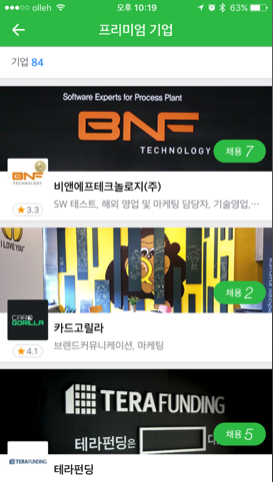 olleh 오후 10:19 63%
프리미엄 기업
기업 84
Software Experts for Process Plant
BNF
TECHNOLOGY
채용 7
BNF
TECHNOLOGY
비앤에프테크놀로지(주)
★ 3.3
SW 테스트, 해외 영업 및 마케팅 담당자, 기술영업,…
I LOVE YOU"
채용 2
CARD
GORILLA
카드고릴라
★ 4.1
브랜드커뮤니케이션, 마케팅
TERAFUNDING
테라펀딩은
채용 5
TERAFUNDING
테라펀딩